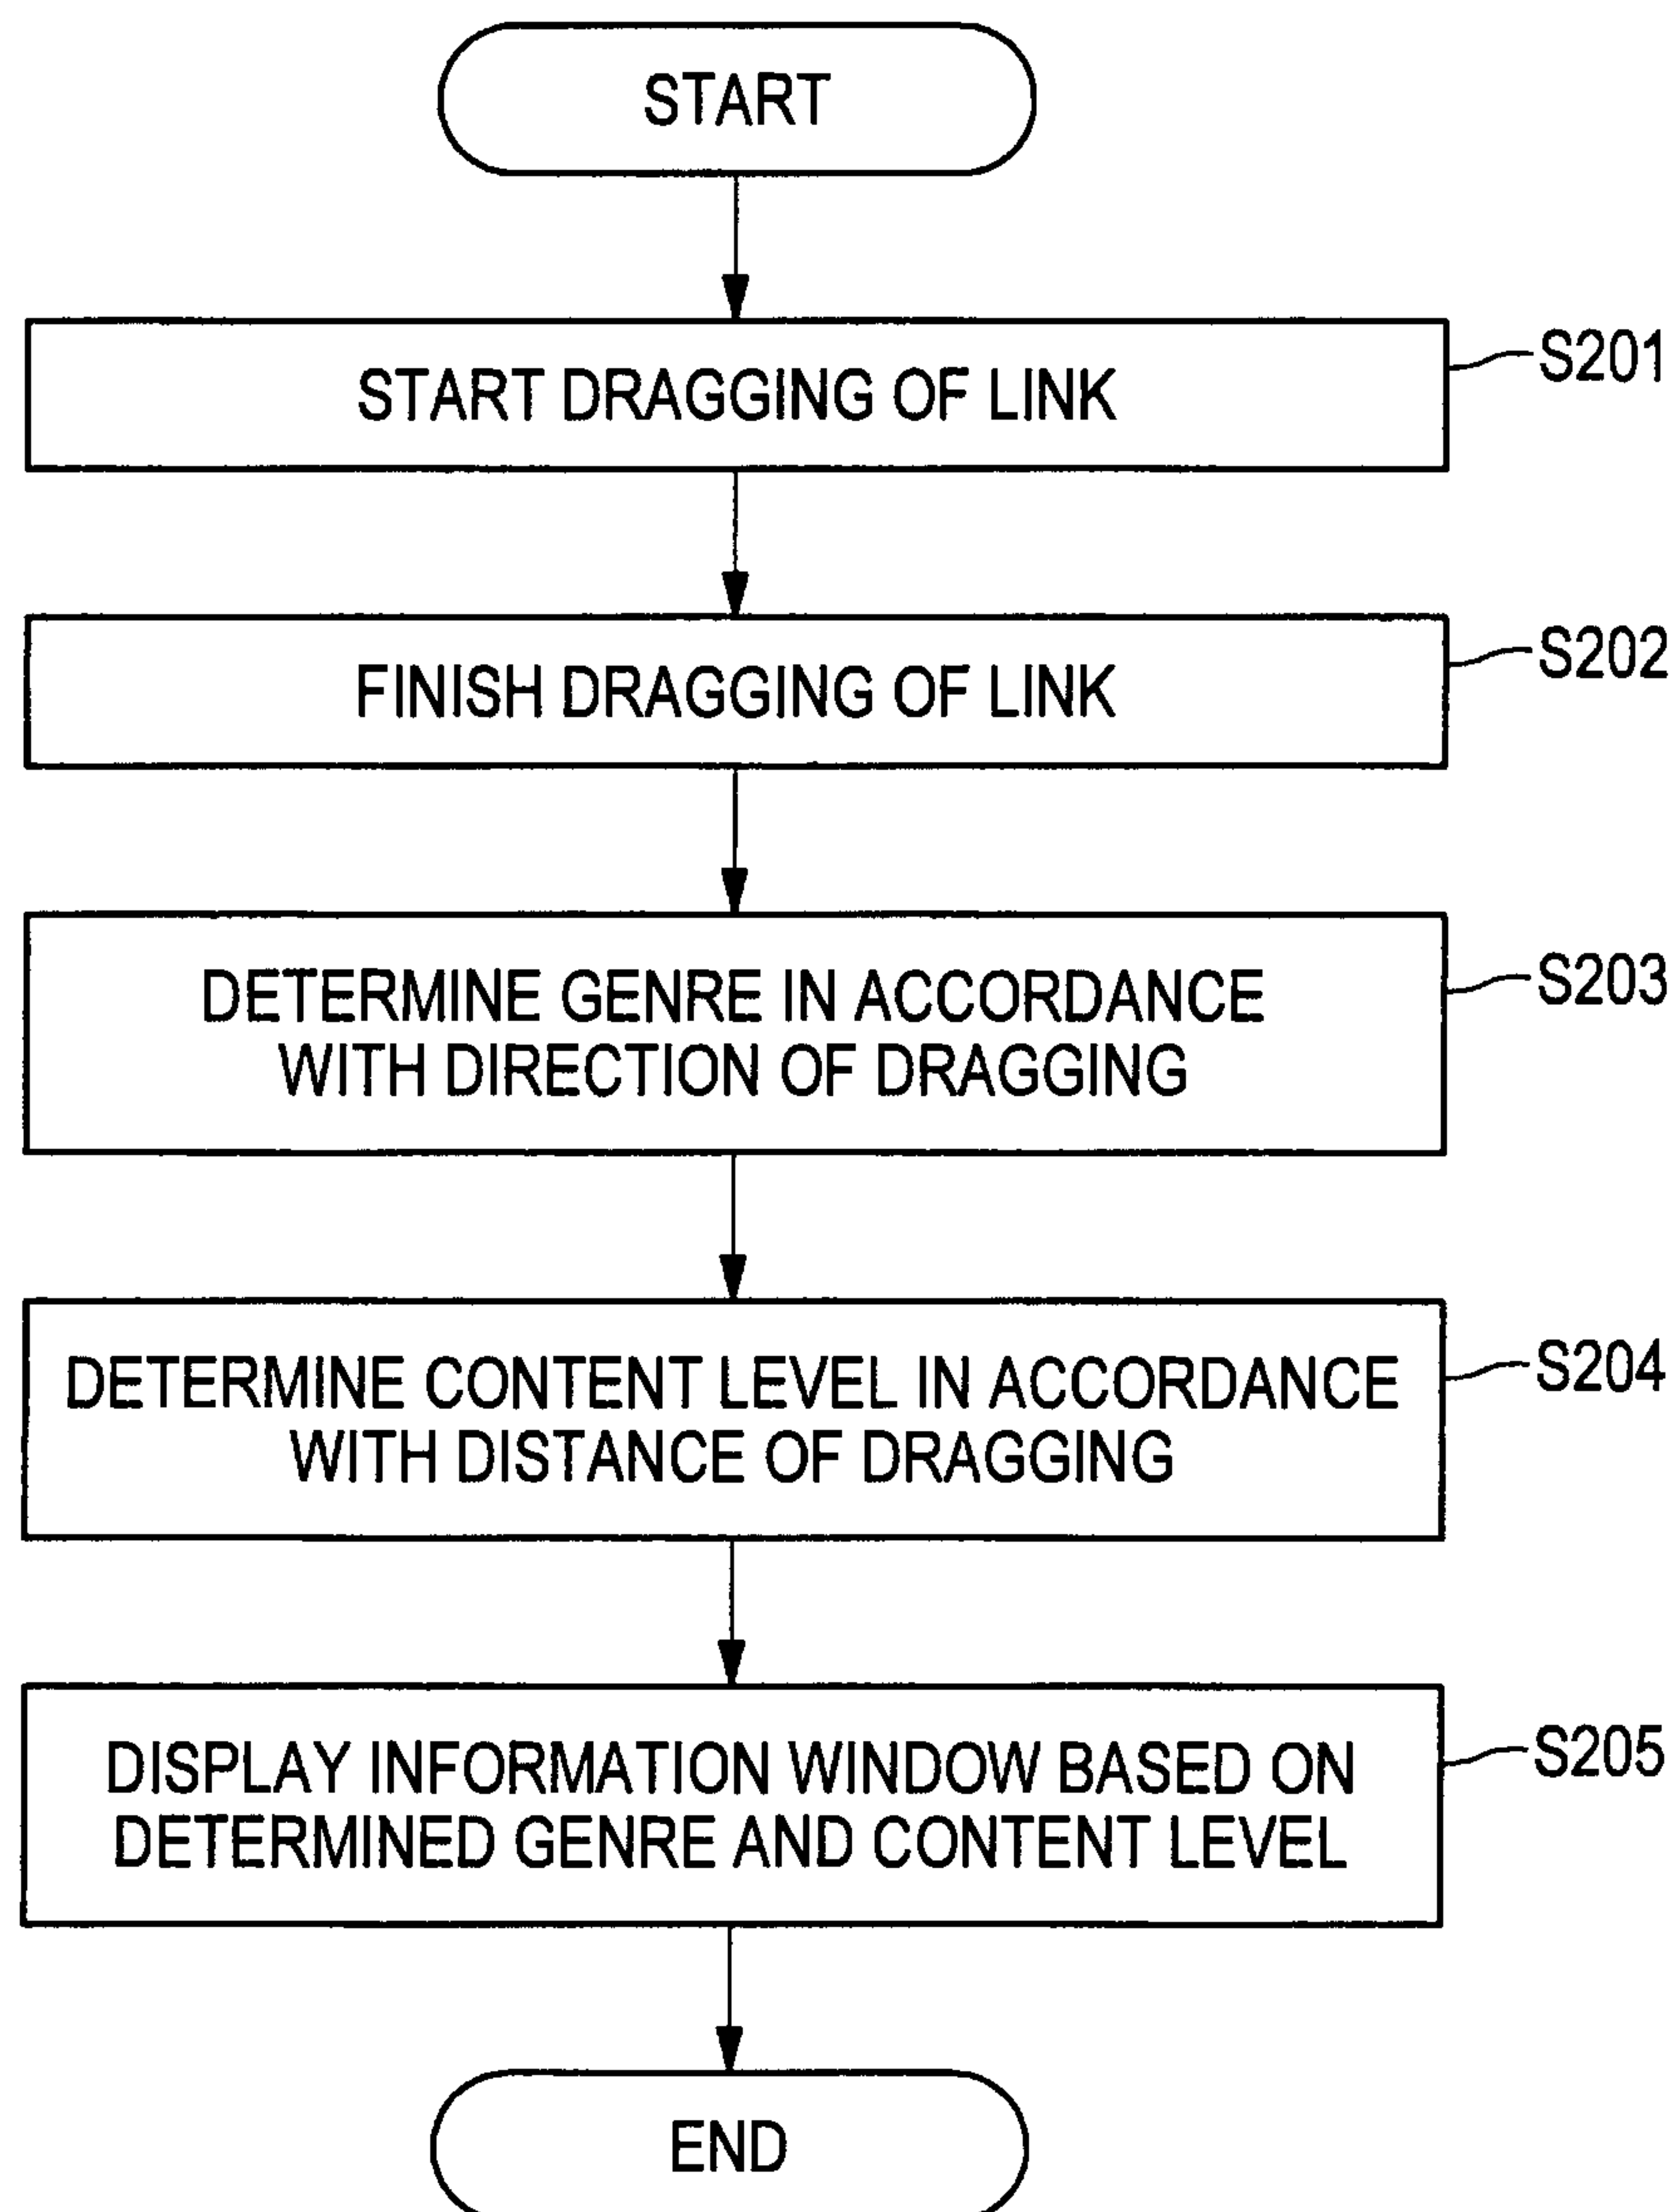 START
START DRAGGING OF LINK
S201
FINISH DRAGGING OF LINK
S202
DETERMINE GENRE IN ACCORDANCE
WITH DIRECTION OF DRAGGING
S203
DETERMINE CONTENT LEVEL IN ACCORDANCE
WITH DISTANCE OF DRAGGING
S204
DISPLAY INFORMATION WINDOW BASED ON
DETERMINED GENRE AND CONTENT LEVEL
S205
END